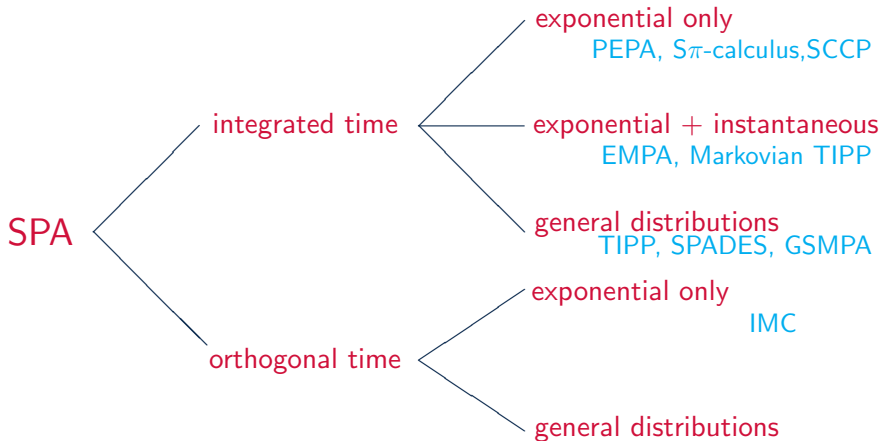 exponential only
PEPA, Sπ-calculus,SCCP
integrated time
exponential + instantaneous
EMPA, Markovian TIPP
SPA
general distributions
TIPP, SPADES, GSMPA
exponential only
IMC
orthogonal time
general distributions